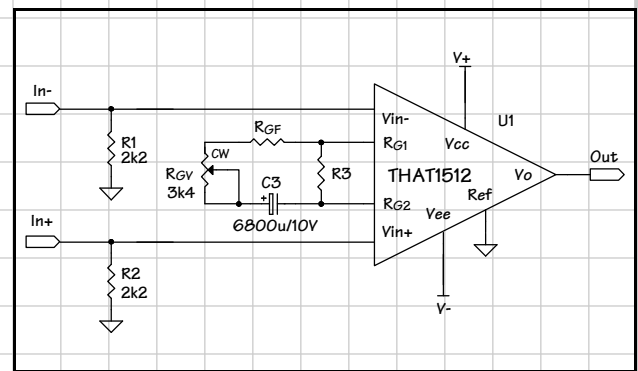 V+
In-
U1
R1
2k2
Vin-
Vcc
RGF
CW
RG1
RGV
3k4
C3
+
6800u/10V
R3
THAT1512
Vo
Out
RG2
Ref
Vee
In+
Vin+
R2
2k2
V-